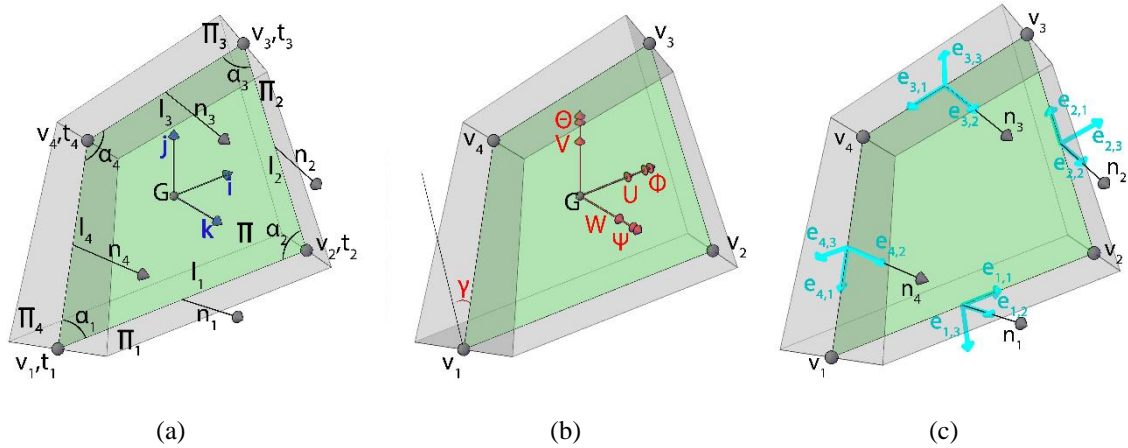 Π₃ v₃,t₃
α₃
Π₂
l₃ n₃
v₄,t₄
α₄
j
l₂ n₂
G i
k
Π
l₄
n₄
α₂
v₂,t₂
l₁
α₁
n₁
Π₄
Π₁
v₁,t₁
(a)
v₃
v₄
Θ
V
G U Φ
W
Ψ
v₂
γ
v₁
(b)
v₃
e₃,₃
e₃,₁
e₃,₂
n₃
e₂,₁
e₂,₃
e₂,₂
n₂
v₄
e₄,₃
e₄,₂
n₄
e₄,₁
v₂
e₁,₁
e₁,₂
e₁,₃
n₁
v₁
(c)